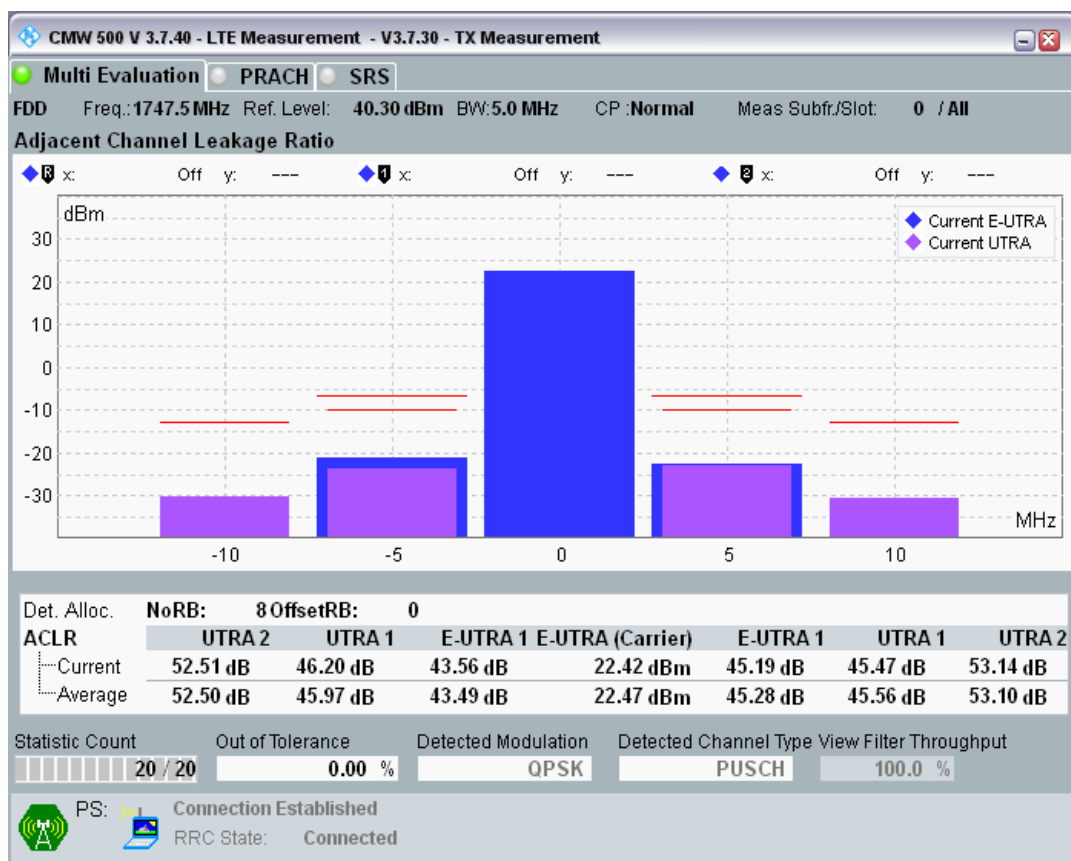 CMW 500 V 3.7.40 - LTE Measurement - V3.7.30 - TX Measurement
Multi Evaluation PRACH SRS
FDD Freq.: 1747.5 MHz Ref. Level: 40.30 dBm BW: 5.0 MHz CP : Normal Meas Subfr./Slot: 0 / All
Adjacent Channel Leakage Ratio
R x: Off y: --- 1 x: Off y: --- 2 x: Off y: ---
dBm
Current E-UTRA
Current UTRA
30
20
10
0
-10
-20
-30
MHz
-10 -5 0 5 10
Det. Alloc. NoRB: 8 OffsetRB: 0
ACLR UTRA 2 UTRA 1 E-UTRA 1 E-UTRA (Carrier) E-UTRA 1 UTRA 1 UTRA 2
Current 52.51 dB 46.20 dB 43.56 dB 22.42 dBm 45.19 dB 45.47 dB 53.14 dB
Average 52.50 dB 45.97 dB 43.49 dB 22.47 dBm 45.28 dB 45.56 dB 53.10 dB
Statistic Count Out of Tolerance Detected Modulation Detected Channel Type View Filter Throughput
20 / 20 0.00 % QPSK PUSCH 100.0 %
PS: Connection Established
RRC State: Connected